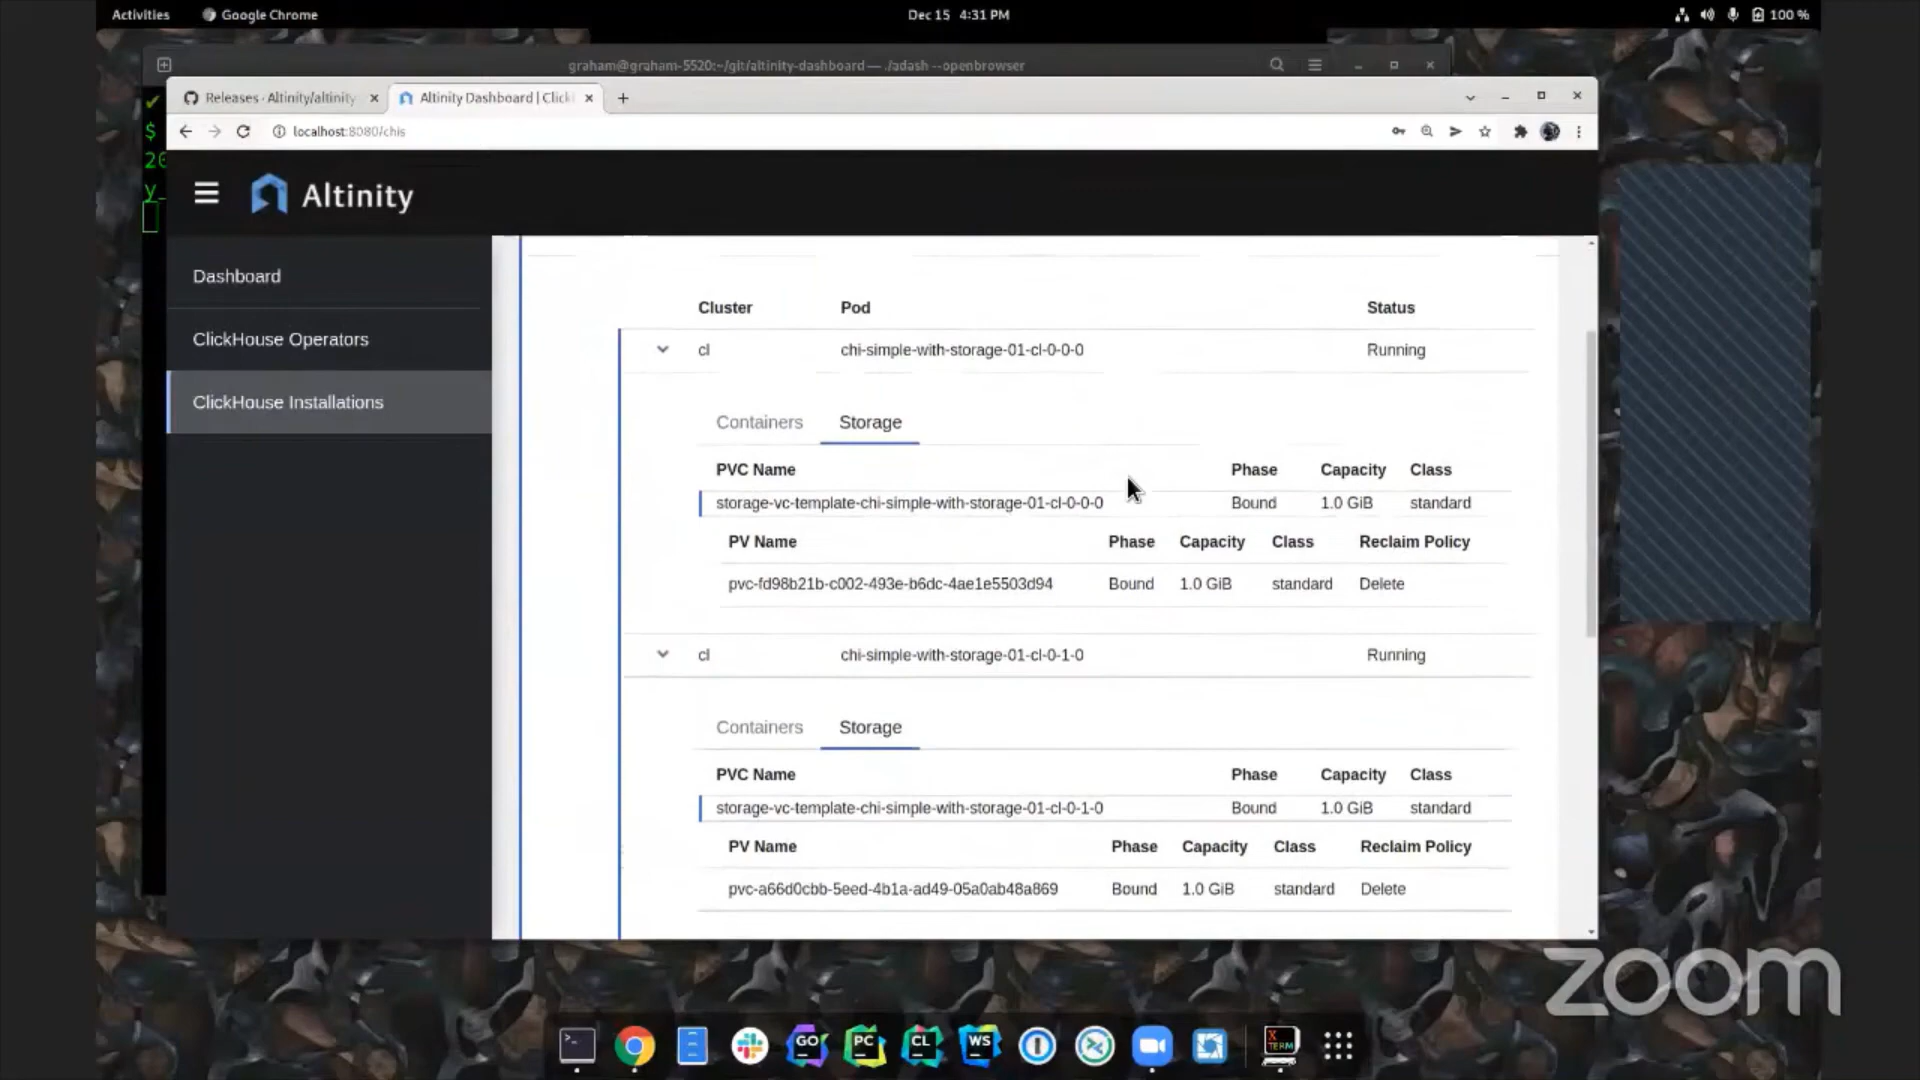 Activities Google Chrome Dec 15 4:31 PM 100 %
graham@graham-5520:~/git/altinity-dashboard — ./adash --openbrowser
Releases · Altinity/altinity Altinity Dashboard | Click
localhost:8080/chis
$
20
y_
Altinity
Dashboard
ClickHouse Operators
ClickHouse Installations
Cluster Pod Status
cl chi-simple-with-storage-01-cl-0-0-0 Running
Containers Storage
PVC Name Phase Capacity Class
storage-vc-template-chi-simple-with-storage-01-cl-0-0-0 Bound 1.0 GiB standard
PV Name Phase Capacity Class Reclaim Policy
pvc-fd98b21b-c002-493e-b6dc-4ae1e5503d94 Bound 1.0 GiB standard Delete
cl chi-simple-with-storage-01-cl-0-1-0 Running
Containers Storage
PVC Name Phase Capacity Class
storage-vc-template-chi-simple-with-storage-01-cl-0-1-0 Bound 1.0 GiB standard
PV Name Phase Capacity Class Reclaim Policy
pvc-a66d0cbb-5eed-4b1a-ad49-05a0ab48a869 Bound 1.0 GiB standard Delete
zoom
GO PC CL WS X TERM